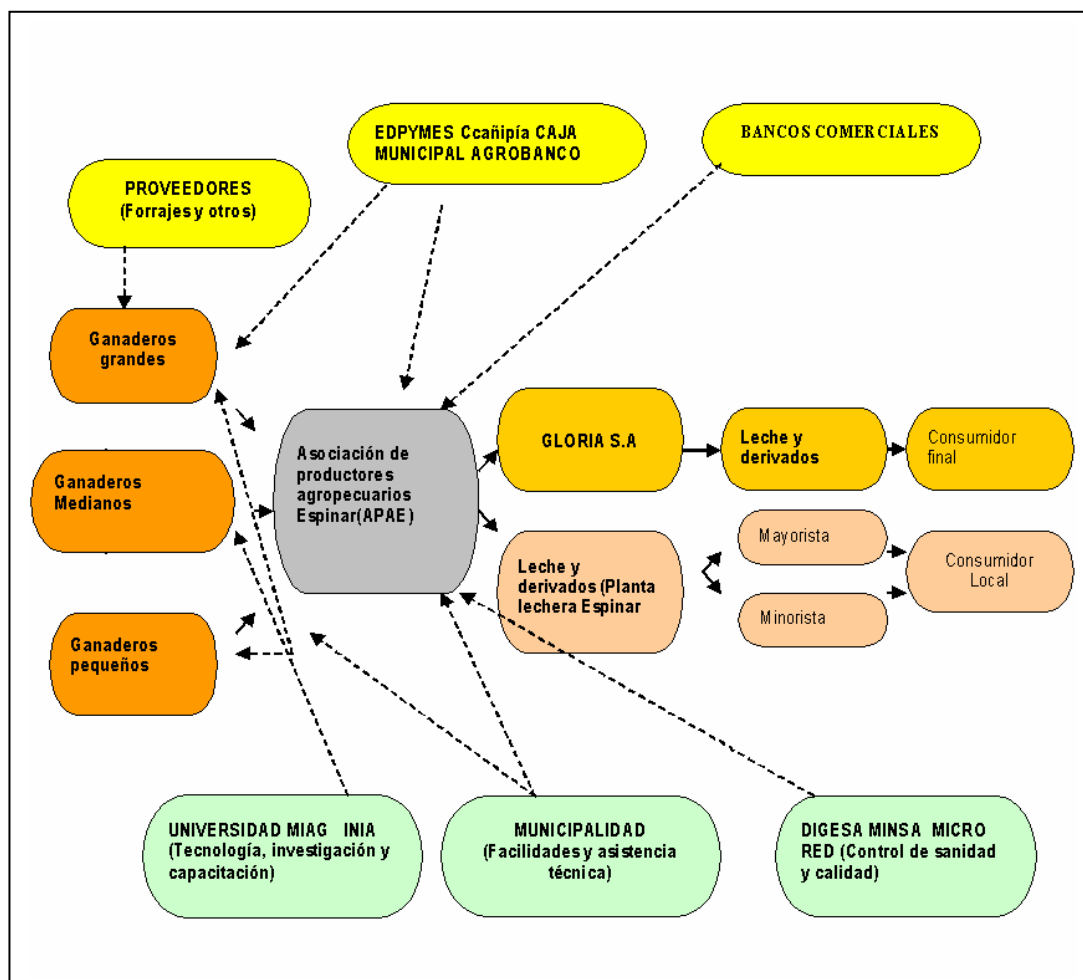 EDPYMES Ccañipía CAJA
MUNICIPAL AGROBANCO
BANCOS COMERCIALES
PROVEEDORES
(Forrajes y otros)
Ganaderos
grandes
Ganaderos
Medianos
Ganaderos
pequeños
Asociación de
productores
agropecuarios
Espinar(APAE)
GLORIA S.A
Leche y
derivados
Consumidor
final
Leche y
derivados (Planta
lechera Espinar
Mayorista
Minorista
Consumidor
Local
UNIVERSIDAD MIAG INIA
(Tecnología, investigación y
capacitación)
MUNICIPALIDAD
(Facilidades y asistencia
técnica)
DIGESA MINSA MICRO
RED (Control de sanidad
y calidad)